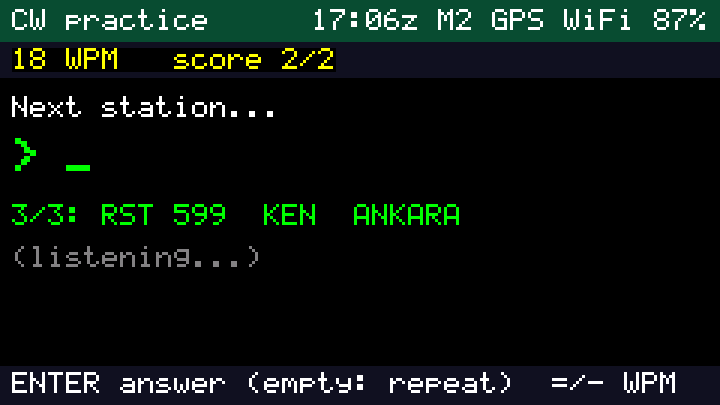 CW practice 17:06z M2 GPS WiFi 87%
18 WPM score 2/2
Next station...
> _
3/3: RST 599 KEN ANKARA
(listening...)
ENTER answer (empty: repeat) =/- WPM